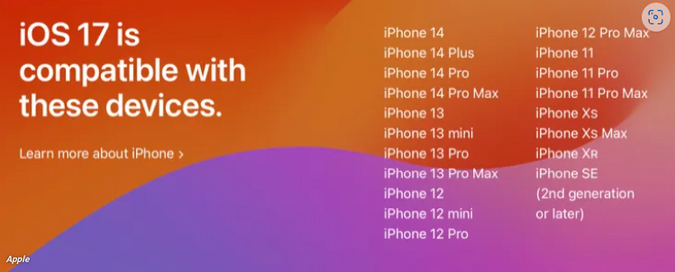 iOS 17 is
compatible with
these devices.
Learn more about iPhone >
iPhone 14
iPhone 14 Plus
iPhone 14 Pro
iPhone 14 Pro Max
iPhone 13
iPhone 13 mini
iPhone 13 Pro
iPhone 13 Pro Max
iPhone 12
iPhone 12 mini
iPhone 12 Pro
iPhone 12 Pro Max
iPhone 11
iPhone 11 Pro
iPhone 11 Pro Max
iPhone Xs
iPhone Xs Max
iPhone XR
iPhone SE
(2nd generation
or later)
Apple